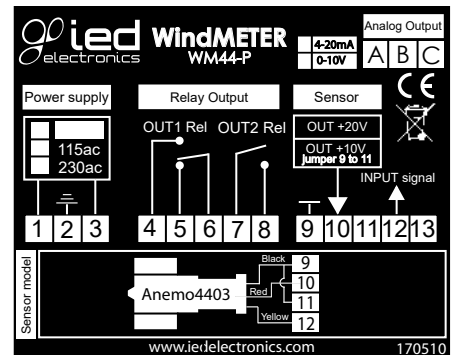 ied
electronics
WindMETER
WM44-P
4-20mA
0-10V
Analog Output
A B C
CE
Power supply
Relay Output
Sensor
115ac
230ac
OUT1 Rel OUT2 Rel
OUT +20V
OUT +10V
jumper 9 to 11
INPUT signal
1 2 3 4 5 6 7 8 9 10 11 12 13
Sensor model
Anemo4403
Black 9
Red 10
11
Yellow 12
www.iedelectronics.com
170510